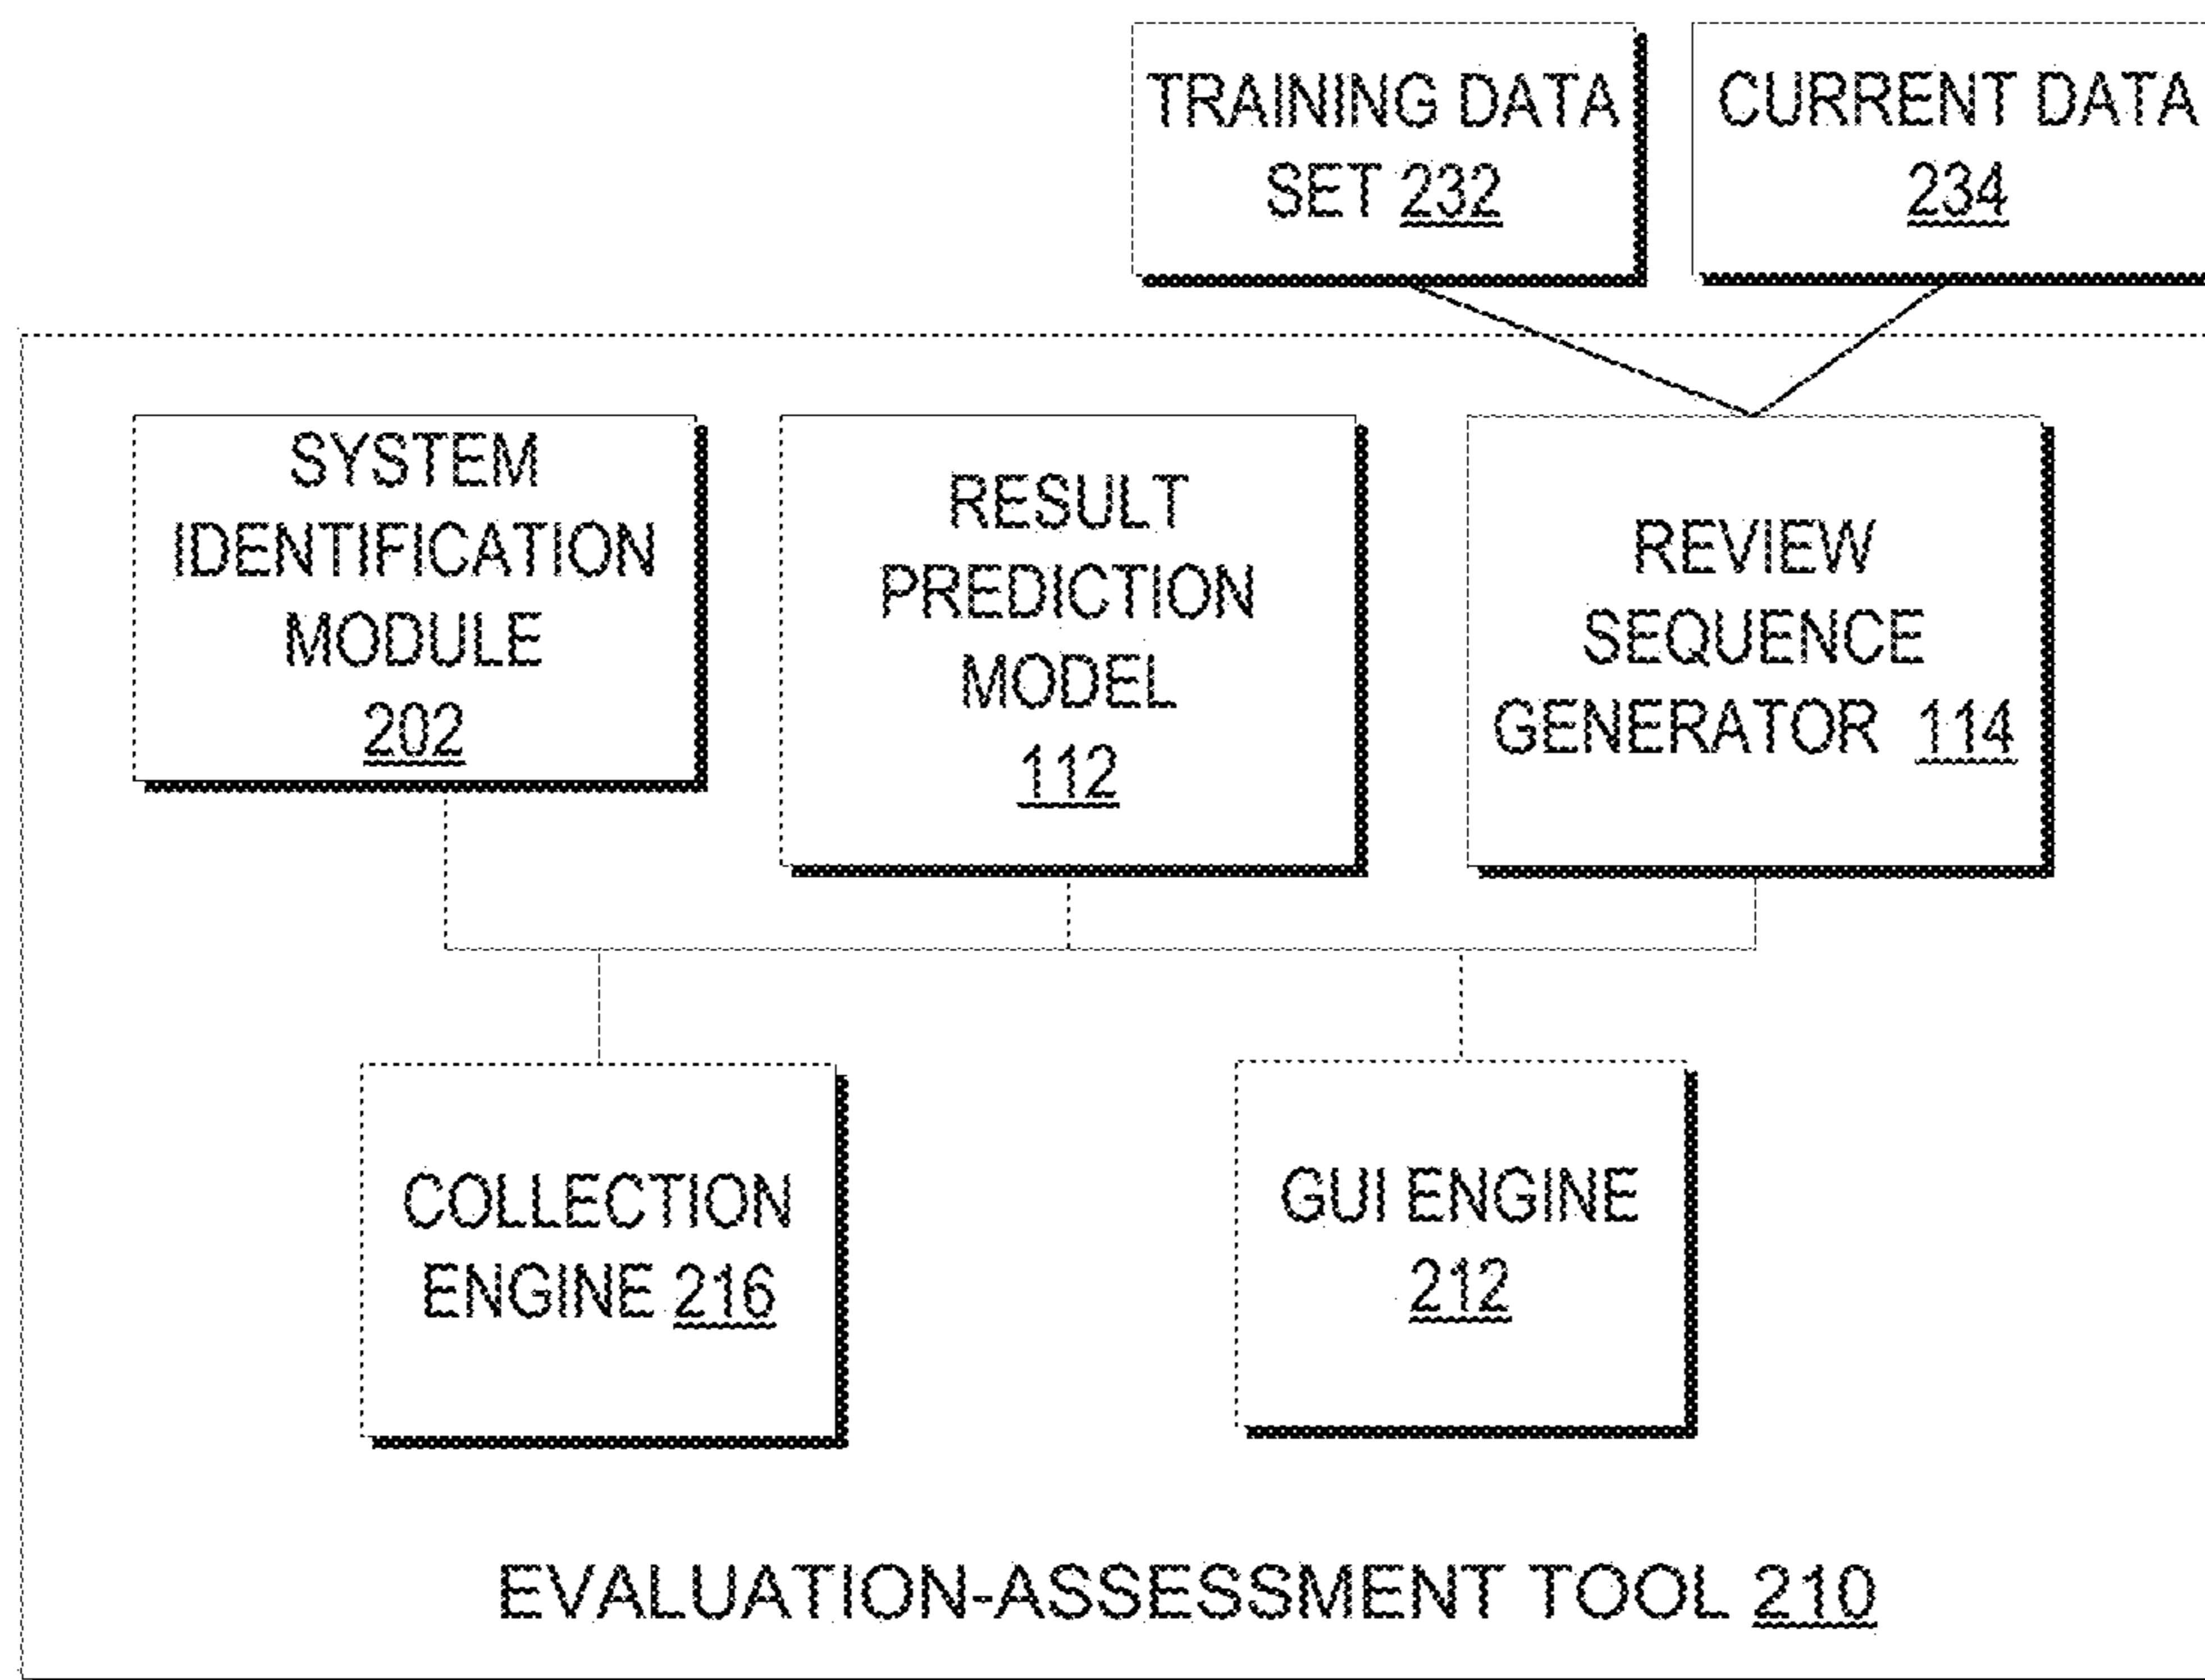 TRAINING DATA
SET 232
CURRENT DATA
234
SYSTEM
IDENTIFICATION
MODULE
202
RESULT
PREDICTION
MODEL
112
REVIEW
SEQUENCE
GENERATOR 114
COLLECTION
ENGINE 216
GUI ENGINE
212
EVALUATION-ASSESSMENT TOOL 210